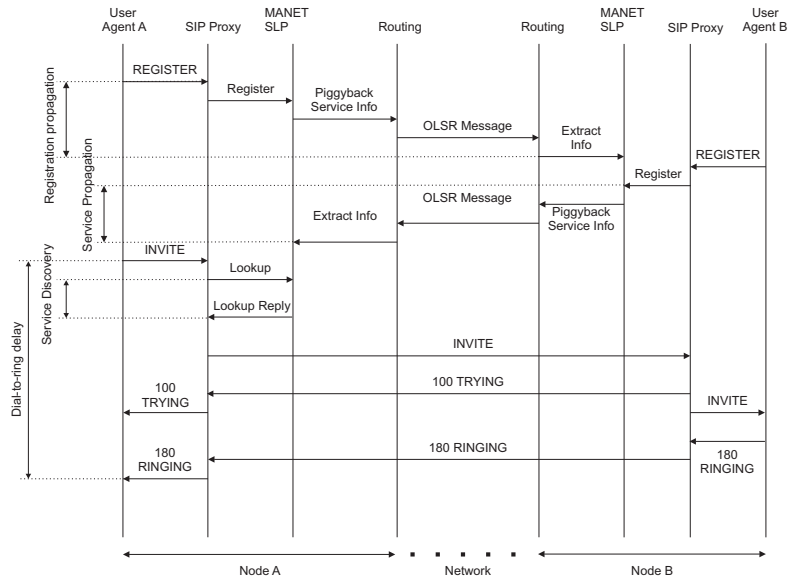 User
Agent A
SIP Proxy
MANET
SLP
Routing
Routing
MANET
SLP
SIP Proxy
User
Agent B
REGISTER
Register
Piggyback
Service Info
OLSR Message
Extract
Info
REGISTER
Register
Registration propagation
OLSR Message
Piggyback
Service Info
Extract Info
Service Propagation
INVITE
Lookup
Lookup Reply
Service Discovery
INVITE
100 TRYING
100
TRYING
INVITE
180 RINGING
180
RINGING
180
RINGING
Dial-to-ring delay
Node A
Network
Node B